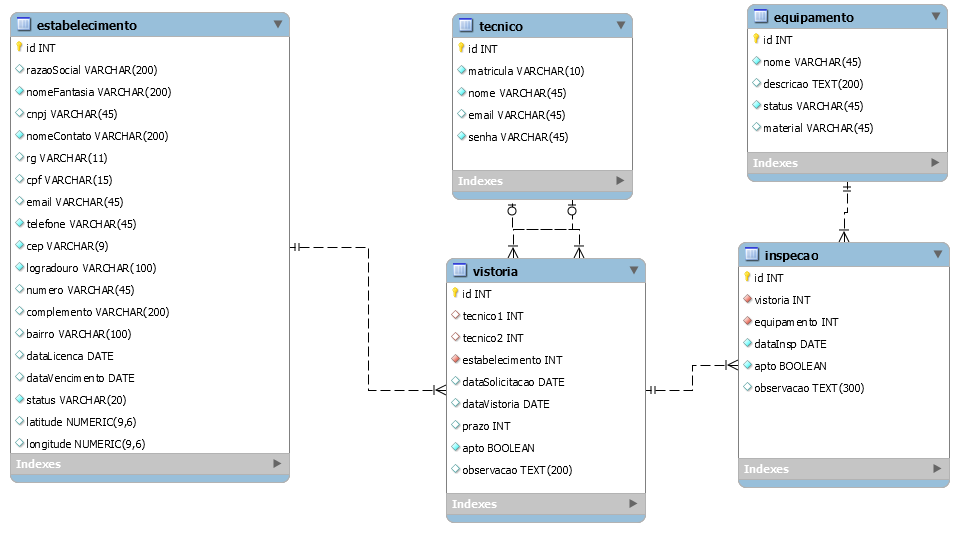 estabelecimento
id INT
razaoSocial VARCHAR(200)
nomeFantasia VARCHAR(200)
cnpj VARCHAR(45)
nomeContato VARCHAR(200)
rg VARCHAR(11)
cpf VARCHAR(15)
email VARCHAR(45)
telefone VARCHAR(45)
cep VARCHAR(9)
logradouro VARCHAR(100)
numero VARCHAR(45)
complemento VARCHAR(200)
bairro VARCHAR(100)
dataLicenca DATE
dataVencimento DATE
status VARCHAR(20)
latitude NUMERIC(9,6)
longitude NUMERIC(9,6)
Indexes
tecnico
id INT
matricula VARCHAR(10)
nome VARCHAR(45)
email VARCHAR(45)
senha VARCHAR(45)
Indexes
equipamento
id INT
nome VARCHAR(45)
descricao TEXT(200)
status VARCHAR(45)
material VARCHAR(45)
Indexes
vistoria
id INT
tecnico1 INT
tecnico2 INT
estabelecimento INT
dataSolicitacao DATE
dataVistoria DATE
prazo INT
apto BOOLEAN
observacao TEXT(200)
Indexes
inspecao
id INT
vistoria INT
equipamento INT
dataInsp DATE
apto BOOLEAN
observacao TEXT(300)
Indexes